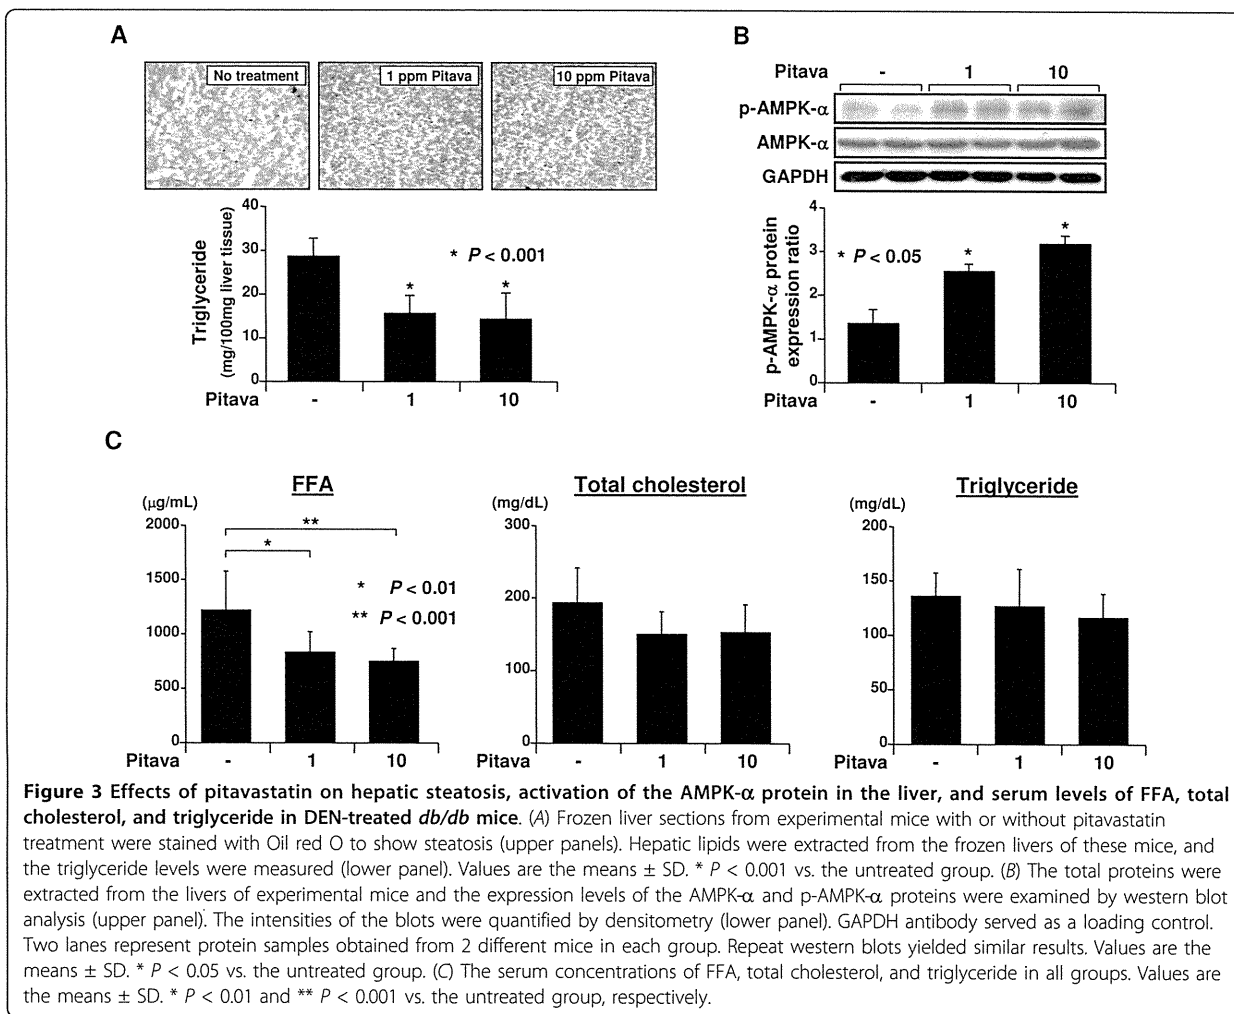 A
No treatment
1 ppm Pitava
10 ppm Pitava
Triglyceride
(mg/100mg liver tissue)
40
30
20
10
0
* P < 0.001
*
*
Pitava - 1 10
B
Pitava - 1 10
p-AMPK-α
AMPK-α
GAPDH
p-AMPK-α protein
expression ratio
4
3
2
1
0
* P < 0.05
*
*
Pitava - 1 10
C
FFA
(μg/mL)
2000
1500
1000
500
0
**
*
* P < 0.01
** P < 0.001
Pitava - 1 10
Total cholesterol
(mg/dL)
300
200
100
0
Pitava - 1 10
Triglyceride
(mg/dL)
200
150
100
50
0
Pitava - 1 10
Figure 3 Effects of pitavastatin on hepatic steatosis, activation of the AMPK-α protein in the liver, and serum levels of FFA, total
cholesterol, and triglyceride in DEN-treated db/db mice. (A) Frozen liver sections from experimental mice with or without pitavastatin
treatment were stained with Oil red O to show steatosis (upper panels). Hepatic lipids were extracted from the frozen livers of these mice, and
the triglyceride levels were measured (lower panel). Values are the means ± SD. * P < 0.001 vs. the untreated group. (B) The total proteins were
extracted from the livers of experimental mice and the expression levels of the AMPK-α and p-AMPK-α proteins were examined by western blot
analysis (upper panel). The intensities of the blots were quantified by densitometry (lower panel). GAPDH antibody served as a loading control.
Two lanes represent protein samples obtained from 2 different mice in each group. Repeat western blots yielded similar results. Values are the
means ± SD. * P < 0.05 vs. the untreated group. (C) The serum concentrations of FFA, total cholesterol, and triglyceride in all groups. Values are
the means ± SD. * P < 0.01 and ** P < 0.001 vs. the untreated group, respectively.